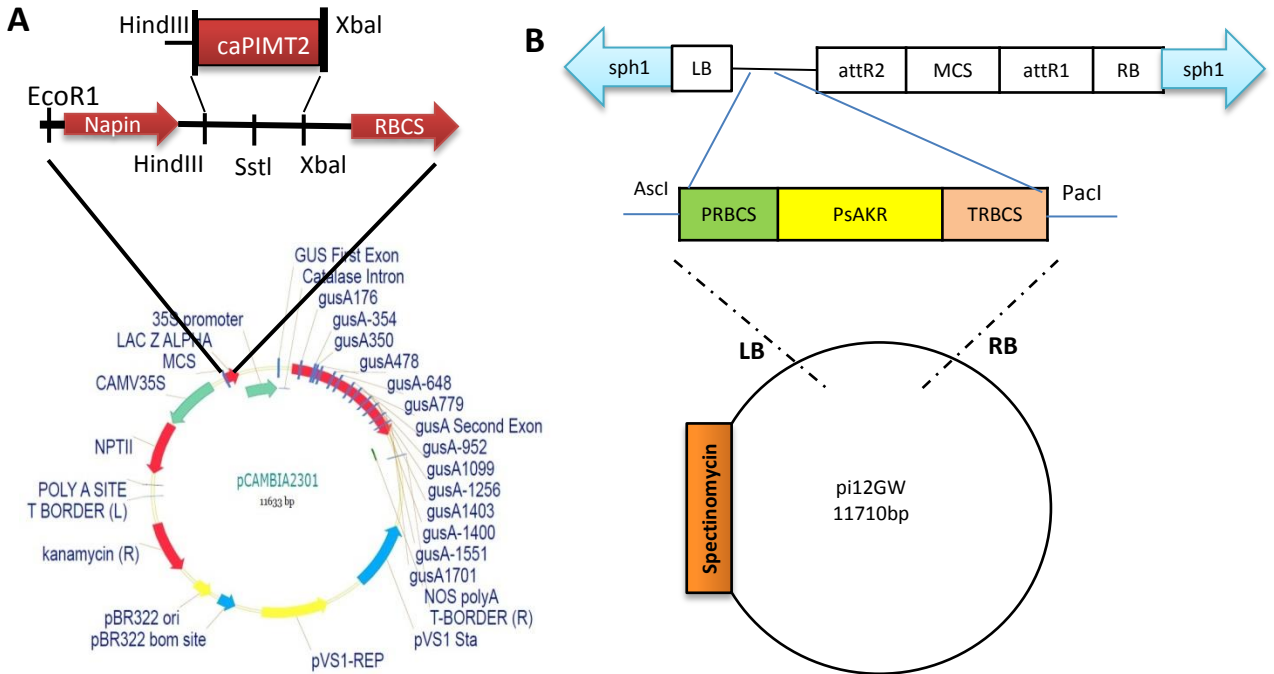 A
HindIII
XbaI
caPIMT2
EcoR1
Napin
RBCS
HindIII
SstI
XbaI
GUS First Exon
Catalase Intron
gusA176
35S promoter
gusA-354
LAC Z ALPHA
gusA350
MCS
gusA478
CAMV35S
gusA-648
gusA779
gusA Second Exon
NPTII
gusA-952
gusA1099
pCAMBIA2301
11633 bp
gusA-1256
POLY A SITE
gusA1403
T BORDER (L)
gusA-1400
kanamycin (R)
gusA-1551
gusA1701
NOS polyA
pBR322 ori
T-BORDER (R)
pBR322 bom site
pVS1 Sta
pVS1-REP
B
sph1
LB
attR2
MCS
attR1
RB
sph1
AscI
PRBCS
PsAKR
TRBCS
PacI
LB
RB
Spectinomycin
pi12GW
11710bp